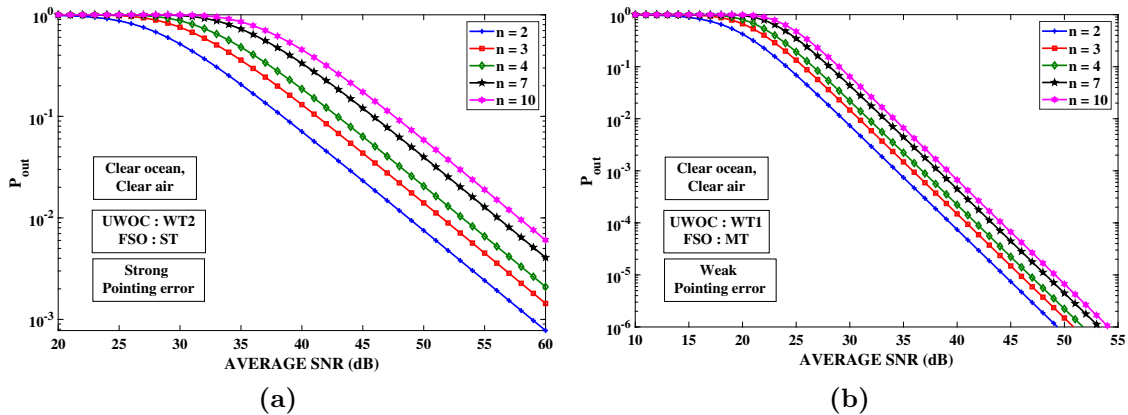 10^0
10^-1
10^-2
10^-3
P_out
20 25 30 35 40 45 50 55 60
AVERAGE SNR (dB)
n = 2
n = 3
n = 4
n = 7
n = 10
Clear ocean,
Clear air
UWOC : WT2
FSO : ST
Strong
Pointing error
(a)
10^0
10^-1
10^-2
10^-3
10^-4
10^-5
10^-6
P_out
10 15 20 25 30 35 40 45 50 55
AVERAGE SNR (dB)
n = 2
n = 3
n = 4
n = 7
n = 10
Clear ocean,
Clear air
UWOC : WT1
FSO : MT
Weak
Pointing error
(b)